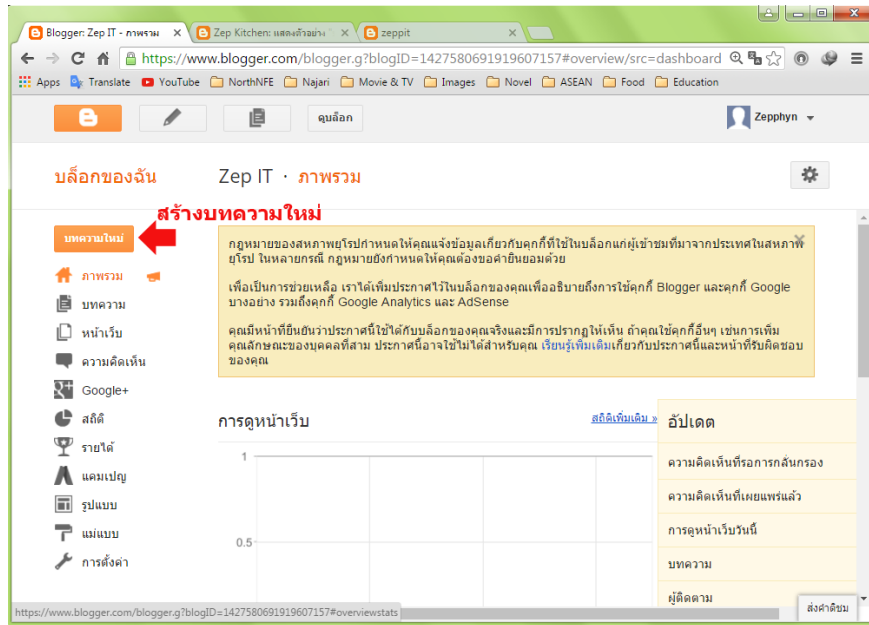 Blogger: Zep IT - ภาพรวม
Zep Kitchen: แสดงตัวอย่าง
zeppit
https://www.blogger.com/blogger.g?blogID=1427580691919607157#overview/src=dashboard
Apps Translate YouTube NorthNFE Najari Movie & TV Images Novel ASEAN Food Education
ดูบล็อก
Zepphyn
บล็อกของฉัน
Zep IT · ภาพรวม
สร้างบทความใหม่
บทความใหม่
ภาพรวม
บทความ
หน้าเว็บ
ความคิดเห็น
Google+
สถิติ
รายได้
แคมเปญ
รูปแบบ
แม่แบบ
การตั้งค่า
กฎหมายของสหภาพยุโรปกำหนดให้คุณแจ้งข้อมูลเกี่ยวกับคุกกี้ที่ใช้ในบล็อกแก่ผู้เข้าชมที่มาจากประเทศในสหภาพ
ยุโรป ในหลายกรณี กฎหมายยังกำหนดให้คุณต้องขอคำยินยอมด้วย
เพื่อเป็นการช่วยเหลือ เราได้เพิ่มประกาศไว้ในบล็อกของคุณเพื่ออธิบายถึงการใช้คุกกี้ Blogger และคุกกี้ Google
บางอย่าง รวมถึงคุกกี้ Google Analytics และ AdSense
คุณมีหน้าที่ยืนยันว่าประกาศนี้ใช้ได้กับบล็อกของคุณจริงและมีการปรากฏให้เห็น ถ้าคุณใช้คุกกี้อื่นๆ เช่นการเพิ่ม
คุณลักษณะของบุคคลที่สาม ประกาศนี้อาจใช้ไม่ได้สำหรับคุณ เรียนรู้เพิ่มเติมเกี่ยวกับประกาศนี้และหน้าที่รับผิดชอบ
ของคุณ
การดูหน้าเว็บ
สถิติเพิ่มเติม »
1
0.5
อัปเดต
ความคิดเห็นที่รอการกลั่นกรอง
ความคิดเห็นที่เผยแพร่แล้ว
การดูหน้าเว็บวันนี้
บทความ
ผู้ติดตาม
https://www.blogger.com/blogger.g?blogID=1427580691919607157#overviewstats
ส่งคำติชม